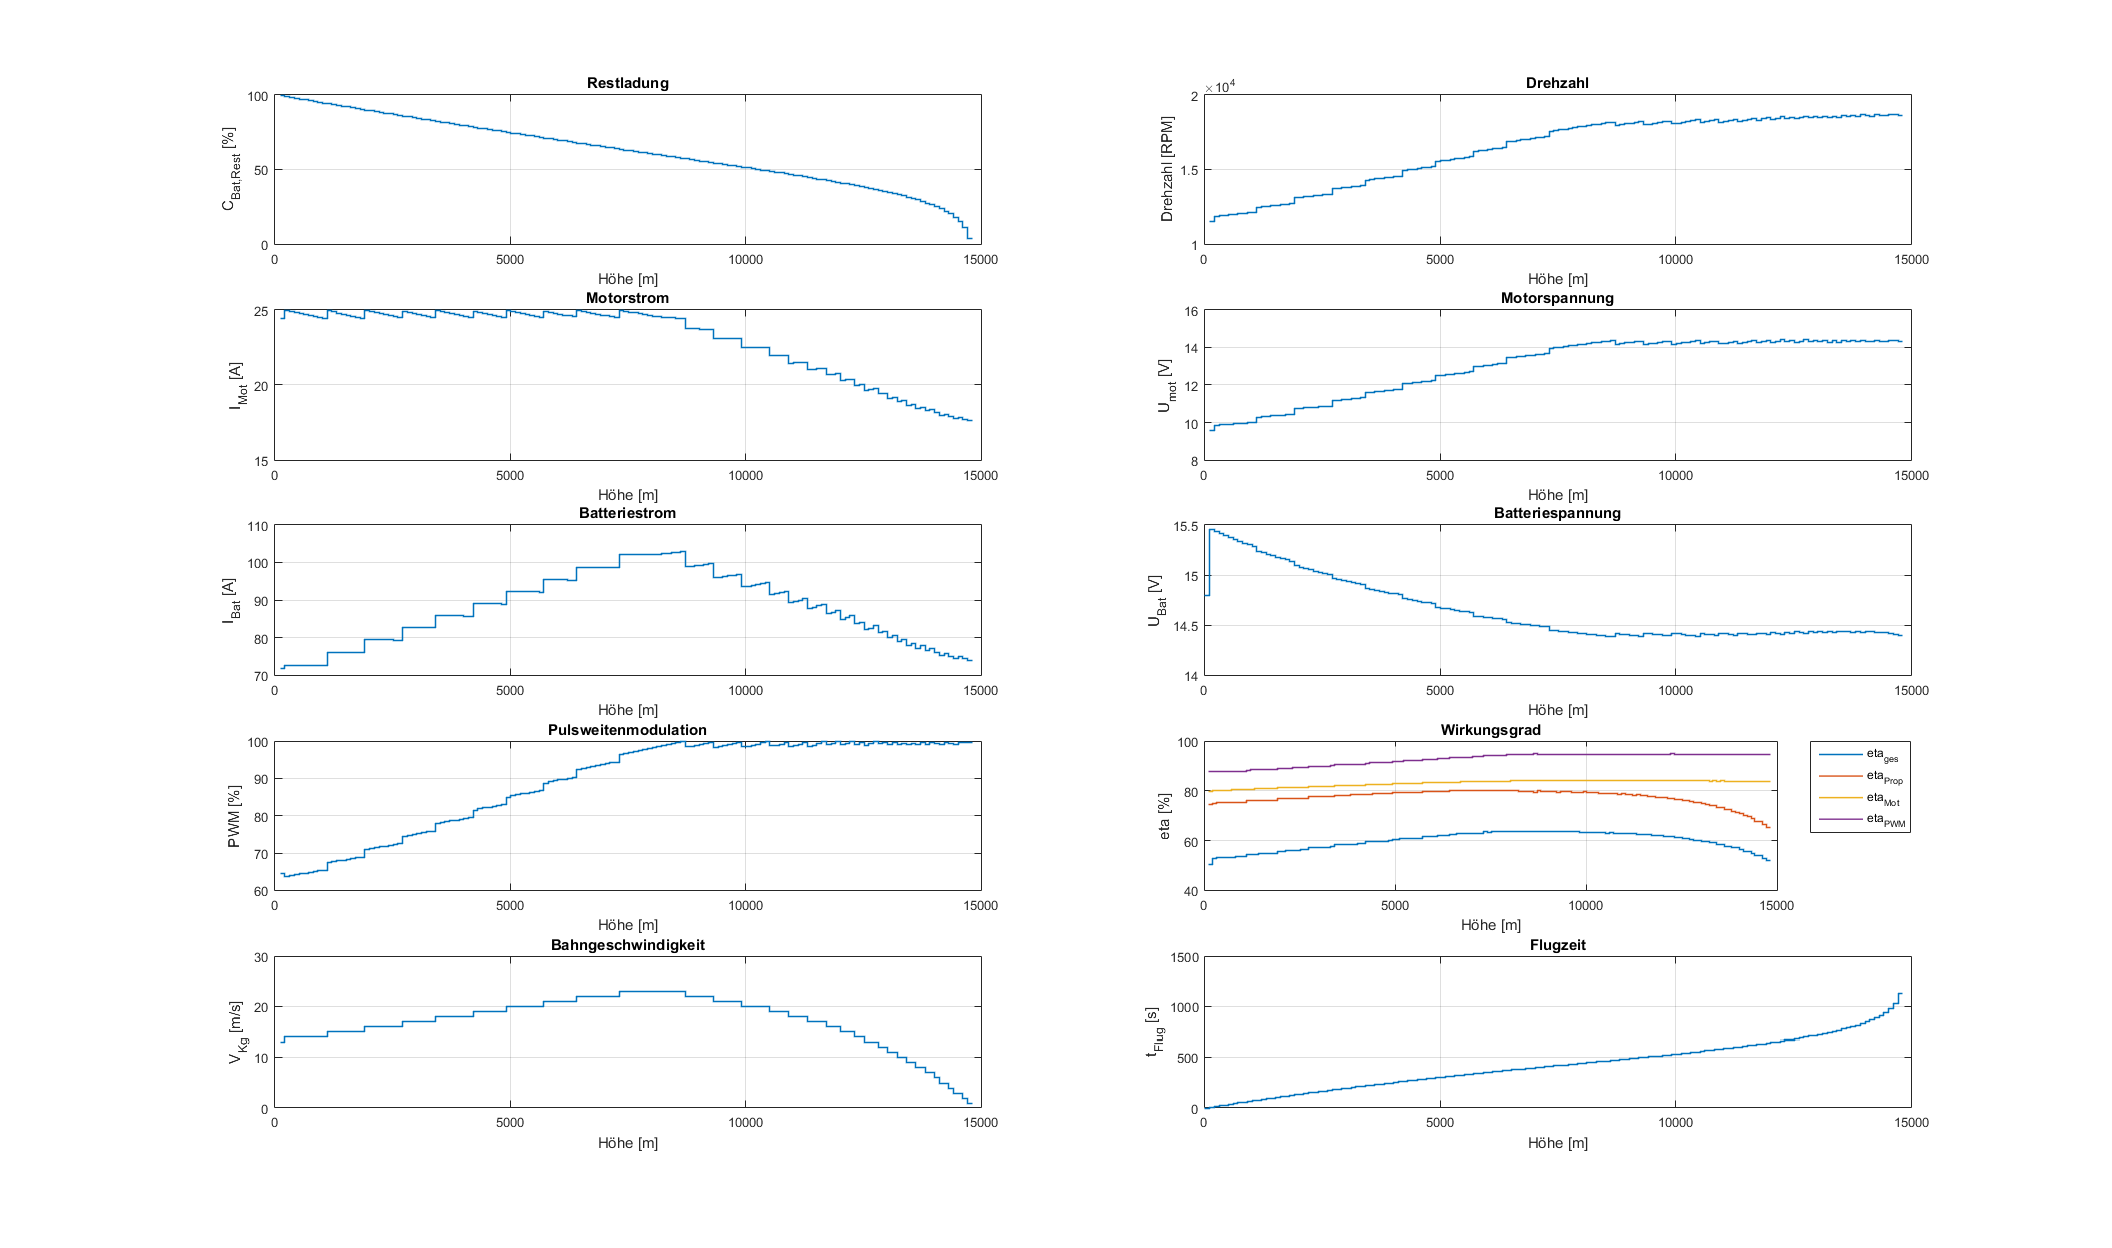 Restladung
100
50
0
C_Bat,Rest [%]
0 5000 10000 15000
Höhe [m]
Drehzahl
×10^4
2
1.5
1
Drehzahl [RPM]
0 5000 10000 15000
Höhe [m]
Motorstrom
25
20
15
I_Mot [A]
0 5000 10000 15000
Höhe [m]
Motorspannung
16
14
12
10
8
U_mot [V]
0 5000 10000 15000
Höhe [m]
Batteriestrom
110
100
90
80
70
I_Bat [A]
0 5000 10000 15000
Höhe [m]
Batteriespannung
15.5
15
14.5
14
U_Bat [V]
0 5000 10000 15000
Höhe [m]
Pulsweitenmodulation
100
90
80
70
60
PWM [%]
0 5000 10000 15000
Höhe [m]
Wirkungsgrad
100
80
60
40
eta [%]
0 5000 10000 15000
Höhe [m]
eta_ges
eta_Prop
eta_Mot
eta_PWM
Bahngeschwindigkeit
30
20
10
0
V_Kg [m/s]
0 5000 10000 15000
Höhe [m]
Flugzeit
1500
1000
500
0
t_Flug [s]
0 5000 10000 15000
Höhe [m]